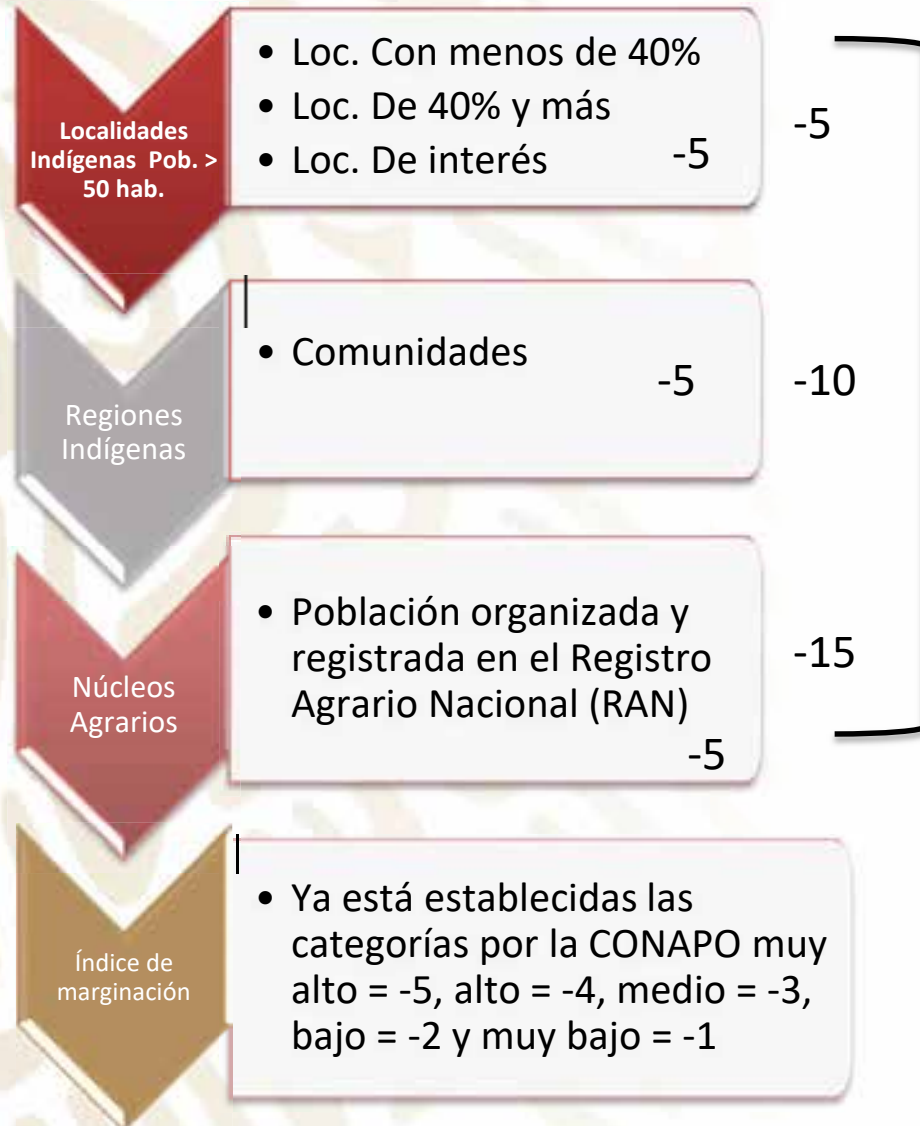 Localidades
Indígenas Pob. >
50 hab.
• Loc. Con menos de 40%
• Loc. De 40% y más
• Loc. De interés
-5
-5
Regiones
Indígenas
• Comunidades
-5
-10
Núcleos
Agrarios
• Población organizada y
registrada en el Registro
Agrario Nacional (RAN)
-5
-15
Índice de
marginación
• Ya está establecidas las
categorías por la CONAPO muy
alto = -5, alto = -4, medio = -3,
bajo = -2 y muy bajo = -1